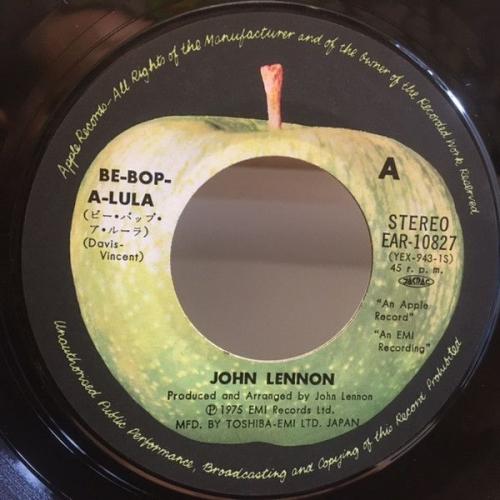 Apple Records-All Rights of the Manufacturer and of the Owner of the Recorded Work Reserved
BE-BOP-
A-LULA
(ビー・バップ・
ア・ルーラ)
(Davis-
Vincent)
A
STEREO
EAR-10827
(YEX-943-1S)
45 r. p. m.
JASRAC
"An Apple
Record"
"An EMI
Recording"
JOHN LENNON
Produced and Arranged by John Lennon
Ⓟ 1975 EMI Records Ltd.
MFD. BY TOSHIBA-EMI LTD. JAPAN
Unauthorised Public Performance, Broadcasting and Copying of this Record Prohibited